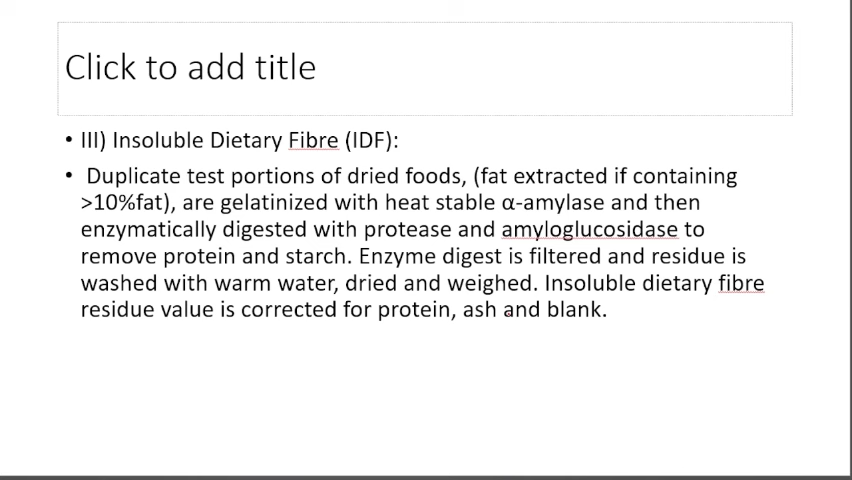 Click to add title
• III) Insoluble Dietary Fibre (IDF):
• Duplicate test portions of dried foods, (fat extracted if containing
>10%fat), are gelatinized with heat stable α-amylase and then
enzymatically digested with protease and amyloglucosidase to
remove protein and starch. Enzyme digest is filtered and residue is
washed with warm water, dried and weighed. Insoluble dietary fibre
residue value is corrected for protein, ash and blank.